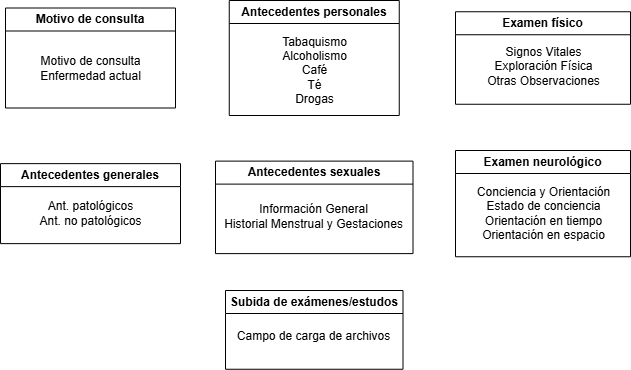 Motivo de consulta
Motivo de consulta
Enfermedad actual
Antecedentes personales
Tabaquismo
Alcoholismo
Café
Té
Drogas
Examen físico
Signos Vitales
Exploración Física
Otras Observaciones
Antecedentes generales
Ant. patológicos
Ant. no patológicos
Antecedentes sexuales
Información General
Historial Menstrual y Gestaciones
Examen neurológico
Conciencia y Orientación
Estado de conciencia
Orientación en tiempo
Orientación en espacio
Subida de exámenes/estudos
Campo de carga de archivos